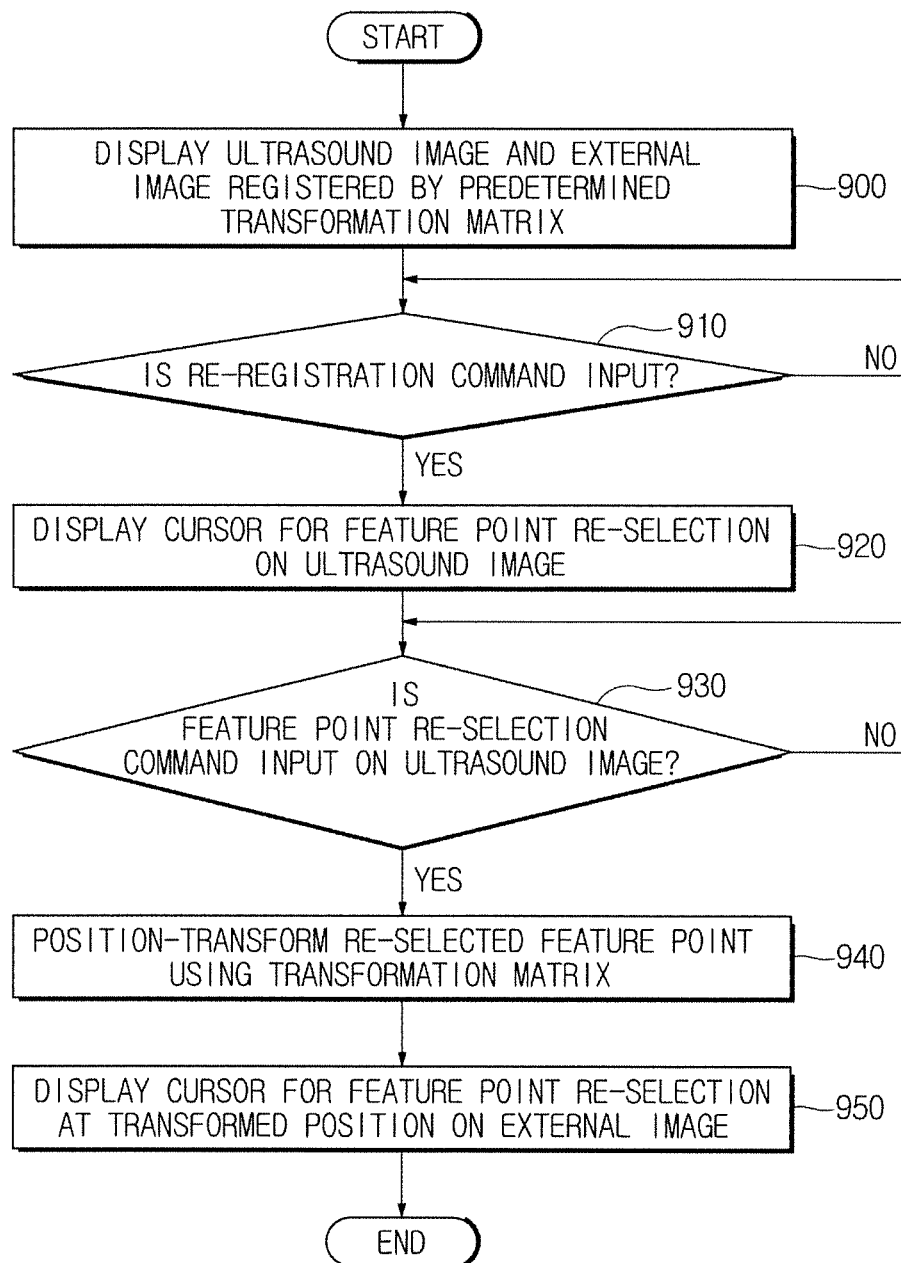 START
DISPLAY ULTRASOUND IMAGE AND EXTERNAL
IMAGE REGISTERED BY PREDETERMINED
TRANSFORMATION MATRIX
900
910
IS RE-REGISTRATION COMMAND INPUT?
NO
YES
DISPLAY CURSOR FOR FEATURE POINT RE-SELECTION
ON ULTRASOUND IMAGE
920
930
IS
FEATURE POINT RE-SELECTION
COMMAND INPUT ON ULTRASOUND IMAGE?
NO
YES
POSITION-TRANSFORM RE-SELECTED FEATURE POINT
USING TRANSFORMATION MATRIX
940
DISPLAY CURSOR FOR FEATURE POINT RE-SELECTION
AT TRANSFORMED POSITION ON EXTERNAL IMAGE
950
END